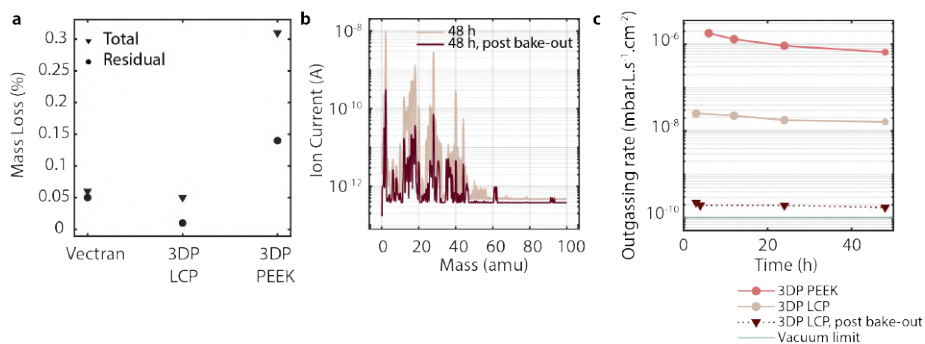 a
0.3
0.25
0.20
0.15
0.10
0.05
0
Mass Loss (%)
Total
Residual
Vectran
3DP
LCP
3DP
PEEK
b
48 h
48 h, post bake-out
10⁻⁸
10⁻¹⁰
10⁻¹²
Ion Current (A)
0
20
40
60
80
100
Mass (amu)
c
10⁻⁶
10⁻⁸
10⁻¹⁰
Outgassing rate (mbar.L.s⁻¹.cm⁻²)
0
20
40
Time (h)
3DP PEEK
3DP LCP
3DP LCP, post bake-out
Vacuum limit